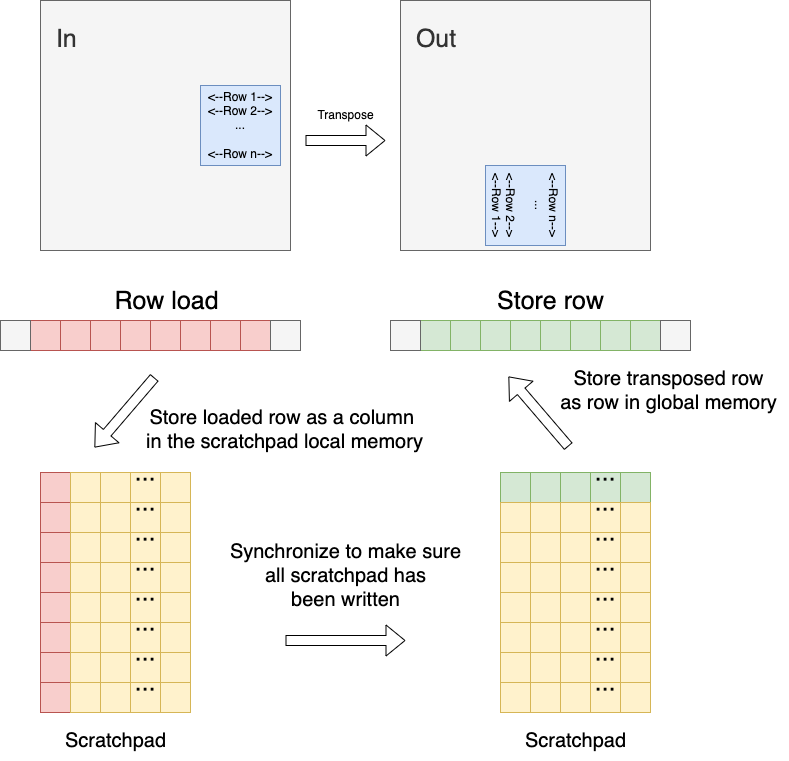 In
<--Row 1-->
<--Row 2-->
...
<--Row n-->
Transpose
Out
<--Row 1-->
<--Row 2-->
...
<--Row n-->
Row load
Store row
Store loaded row as a column
in the scratchpad local memory
Store transposed row
as row in global memory
...
...
...
...
...
...
...
...
Synchronize to make sure
all scratchpad has
been written
...
...
...
...
...
...
...
...
Scratchpad
Scratchpad